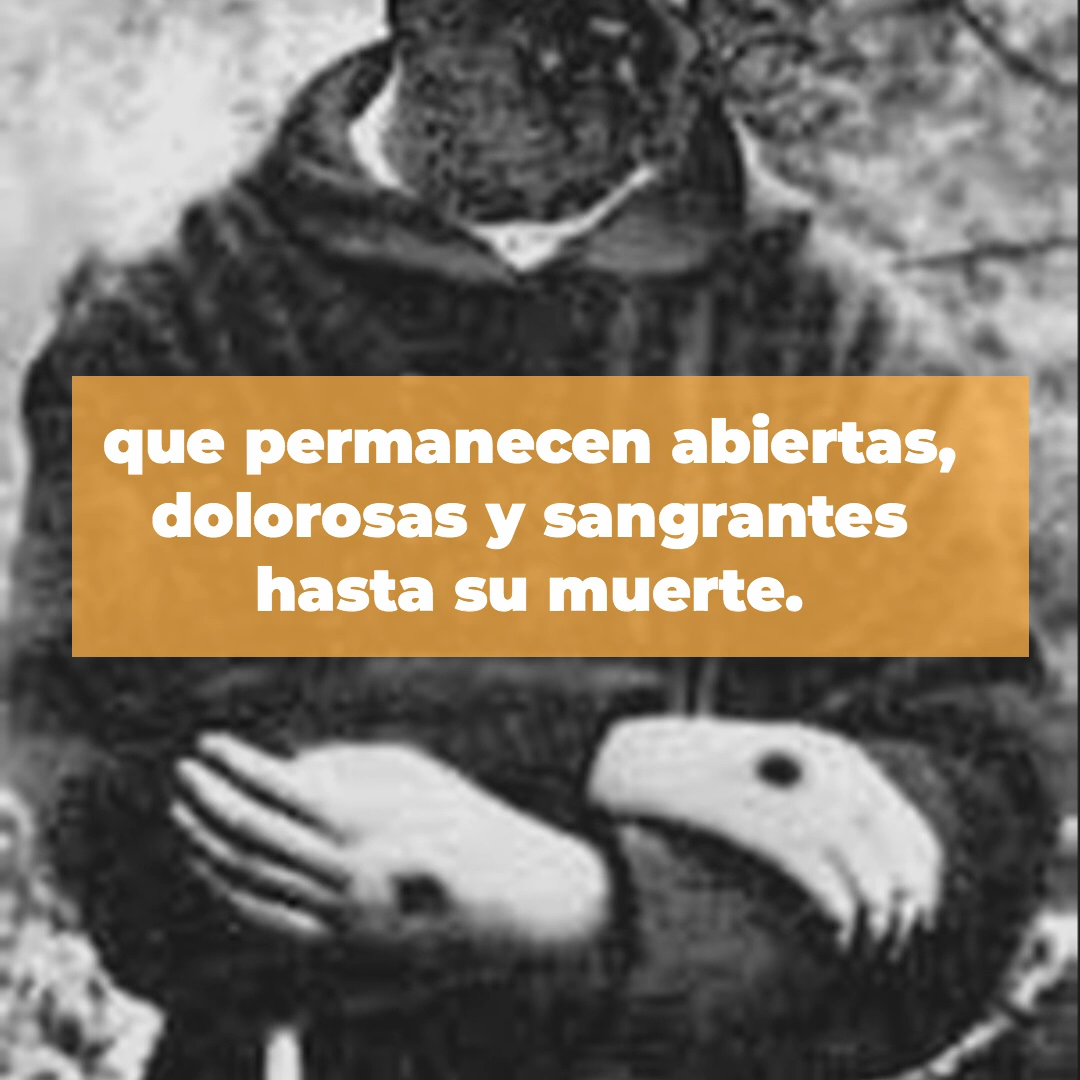 que permanecen abiertas,
dolorosas y sangrantes
hasta su muerte.